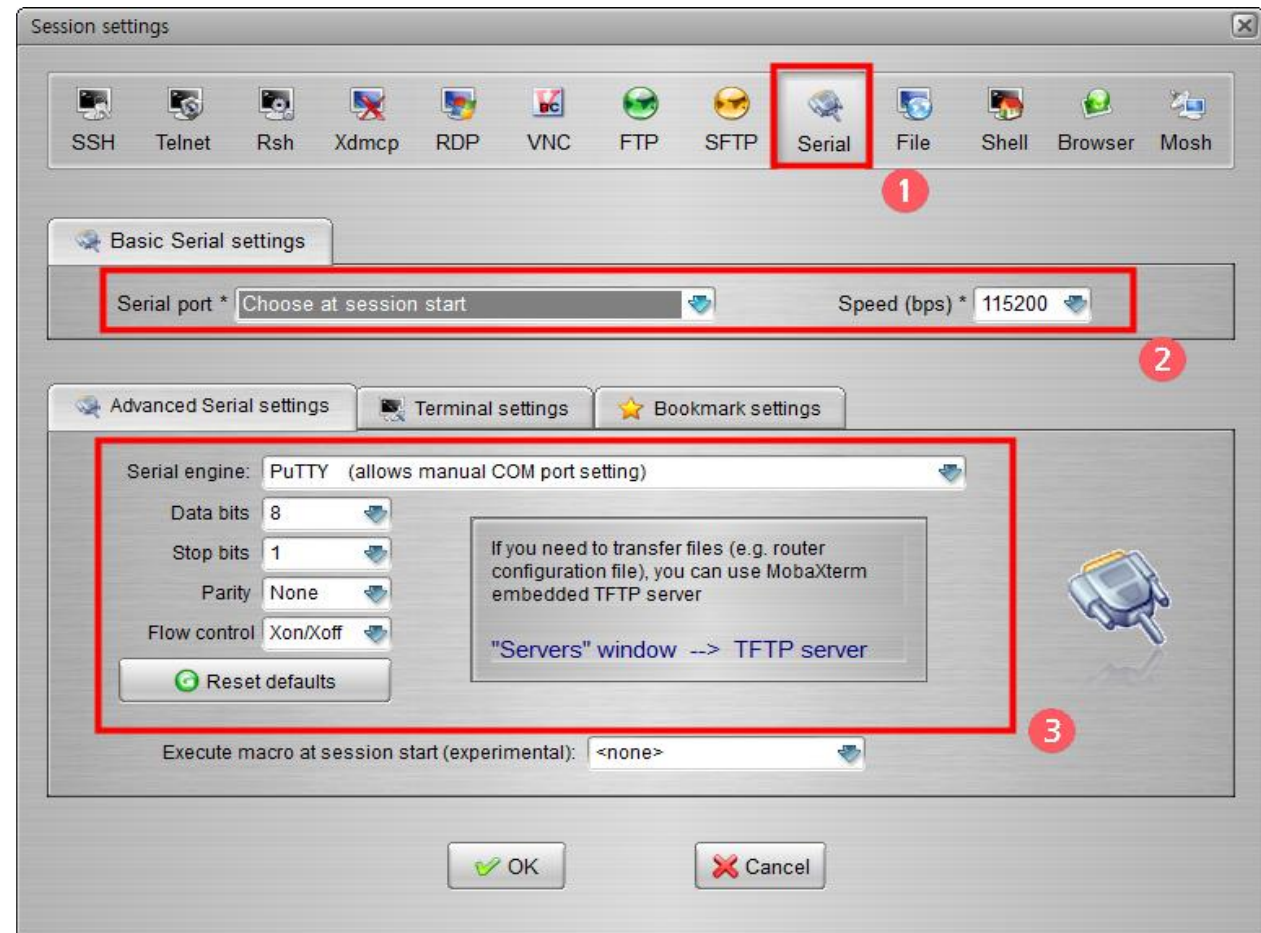 Session settings
SSH Telnet Rsh Xdmcp RDP VNC FTP SFTP Serial File Shell Browser Mosh
1
Basic Serial settings
Serial port * Choose at session start Speed (bps) * 115200
2
Advanced Serial settings Terminal settings Bookmark settings
Serial engine: PuTTY (allows manual COM port setting)
Data bits 8
Stop bits 1
Parity None
Flow control Xon/Xoff
Reset defaults
If you need to transfer files (e.g. router
configuration file), you can use MobaXterm
embedded TFTP server
"Servers" window --> TFTP server
3
Execute macro at session start (experimental): <none>
OK Cancel